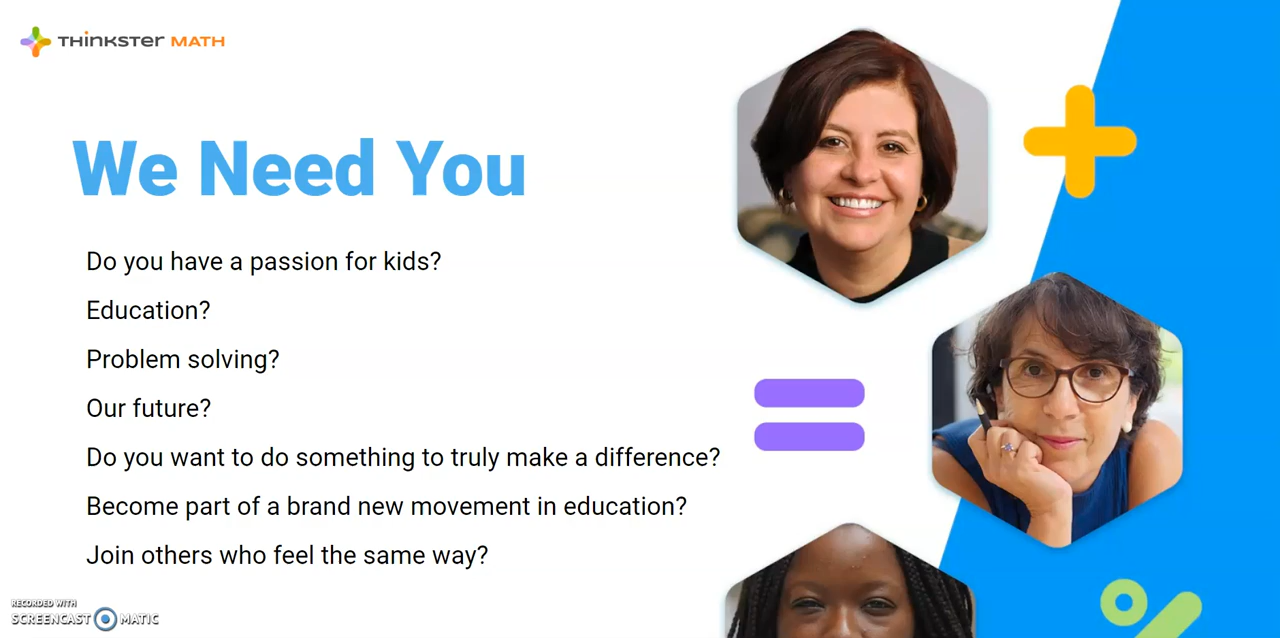 THINKSTER MATH
We Need You
Do you have a passion for kids?
Education?
Problem solving?
Our future?
Do you want to do something to truly make a difference?
Become part of a brand new movement in education?
Join others who feel the same way?
RECORDED WITH
SCREENCAST MATIC